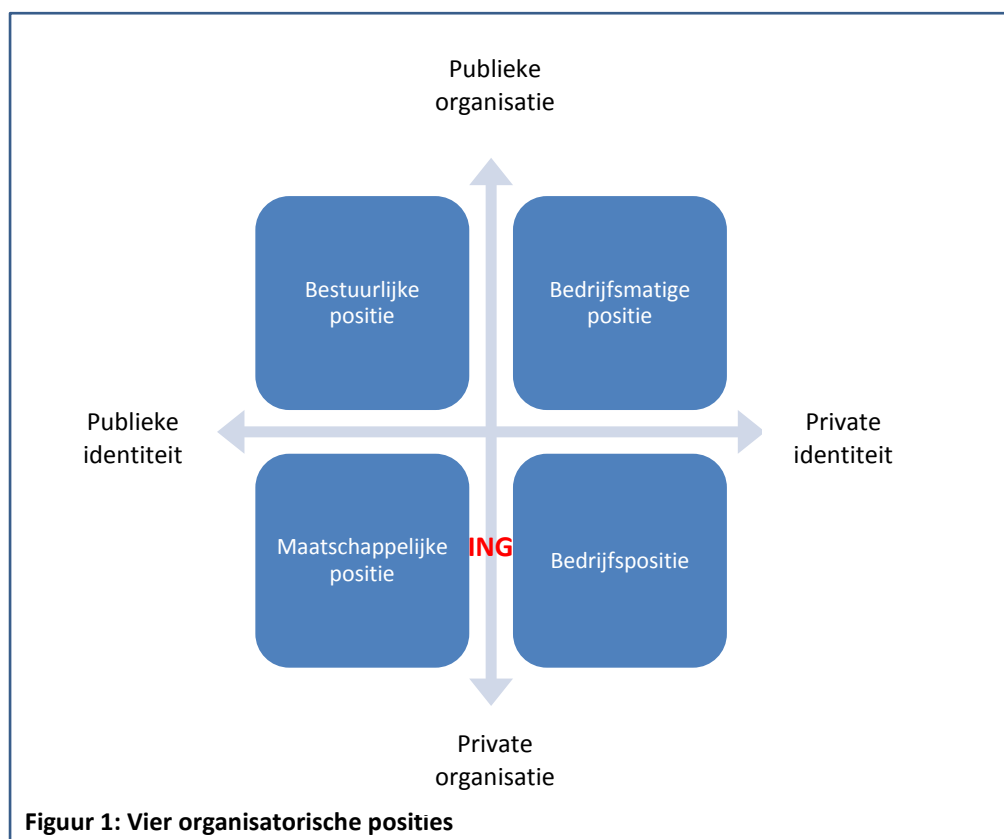 Publieke
organisatie
Bestuurlijke
positie
Bedrijfsmatige
positie
Publieke
identiteit
Private
identiteit
Maatschappelijke
positie
ING
Bedrijfspositie
Private
organisatie
Figuur 1: Vier organisatorische posities